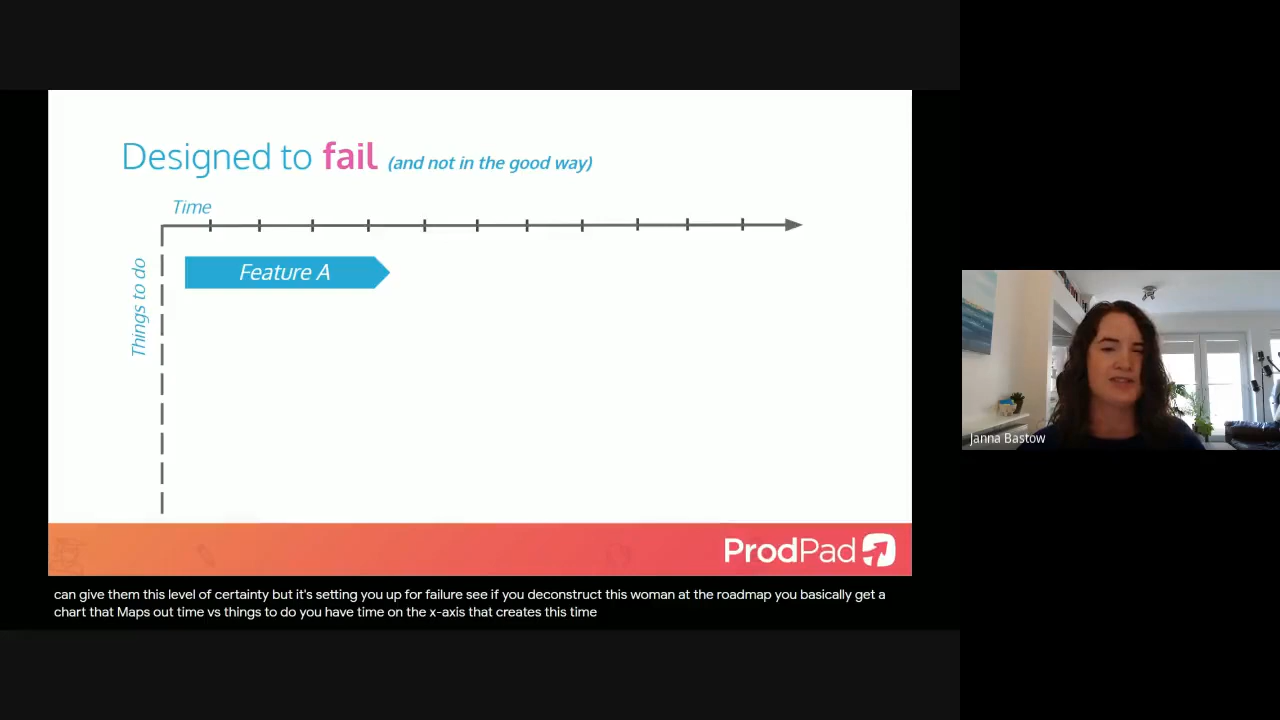 Designed to fail (and not in the good way)
Time
Things to do
Feature A
ProdPad
Janna Bastow
can give them this level of certainty but it's setting you up for failure see if you deconstruct this woman at the roadmap you basically get a
chart that Maps out time vs things to do you have time on the x-axis that creates this time